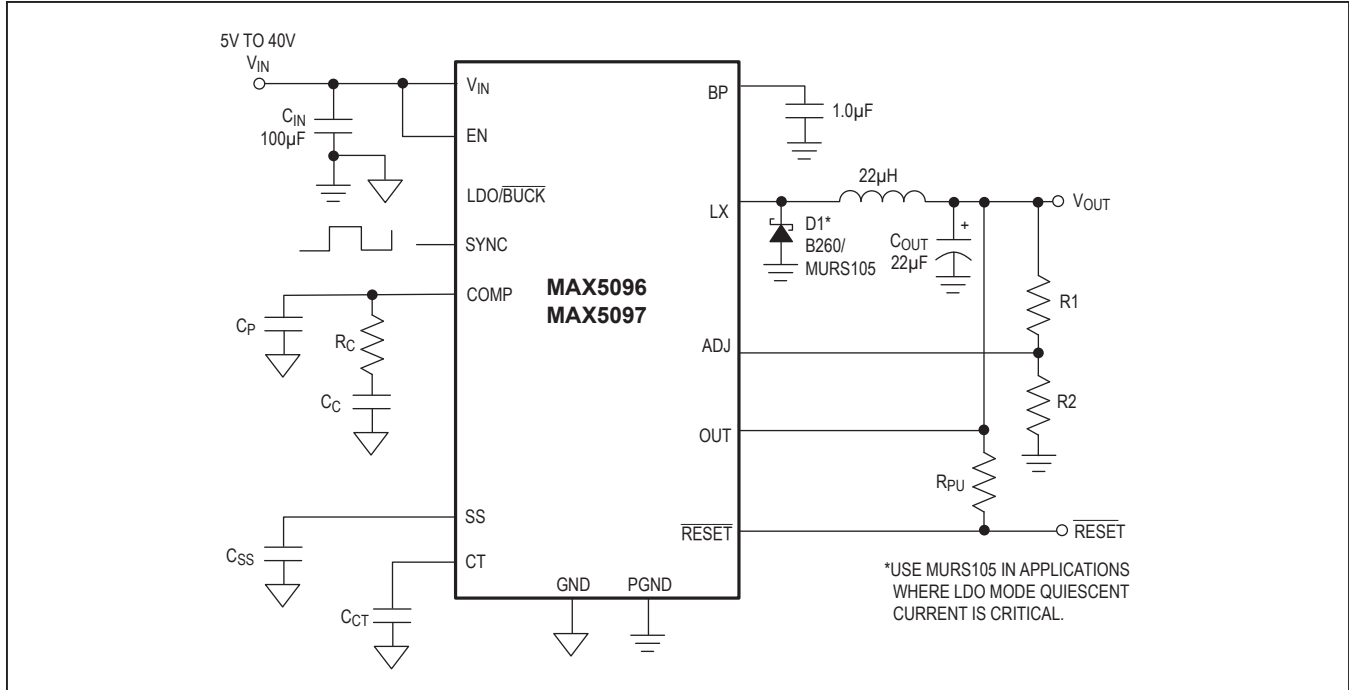 5V TO 40V
VIN
CIN
100µF
VIN
EN
LDO/BUCK
SYNC
COMP
CP
RC
CC
SS
CSS
CT
CCT
MAX5096
MAX5097
GND
PGND
BP
1.0µF
LX
22µH
VOUT
D1*
B260/
MURS105
COUT
22µF
+
R1
ADJ
R2
OUT
RPU
RESET
RESET
*USE MURS105 IN APPLICATIONS
WHERE LDO MODE QUIESCENT
CURRENT IS CRITICAL.